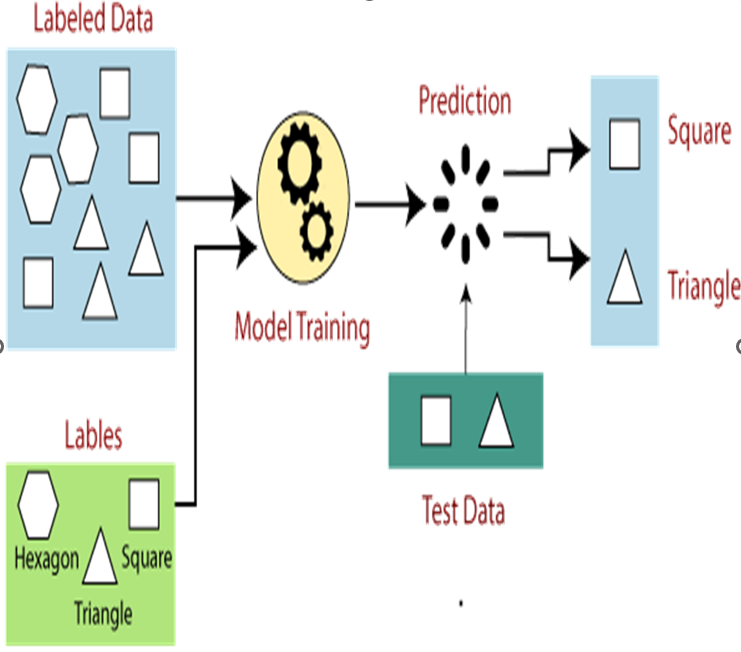 Labeled Data
Prediction
Square
Triangle
Model Training
Lables
Hexagon
Square
Triangle
Test Data